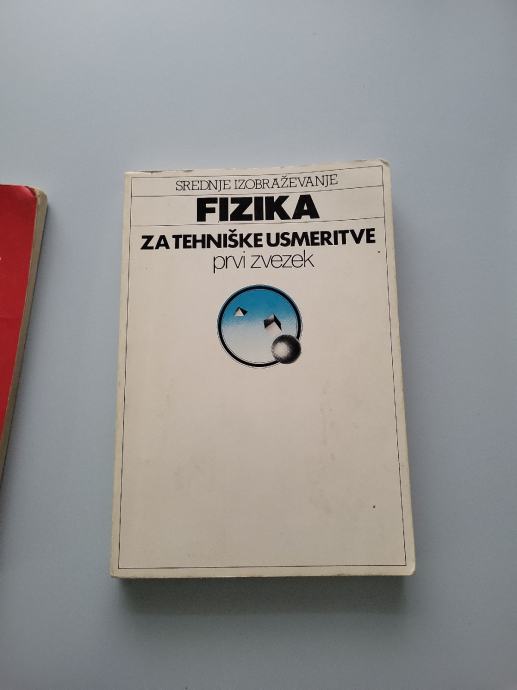 SREDNJE IZOBRAŽEVANJE
FIZIKA
ZA TEHNIŠKE USMERITVE
prvi zvezek